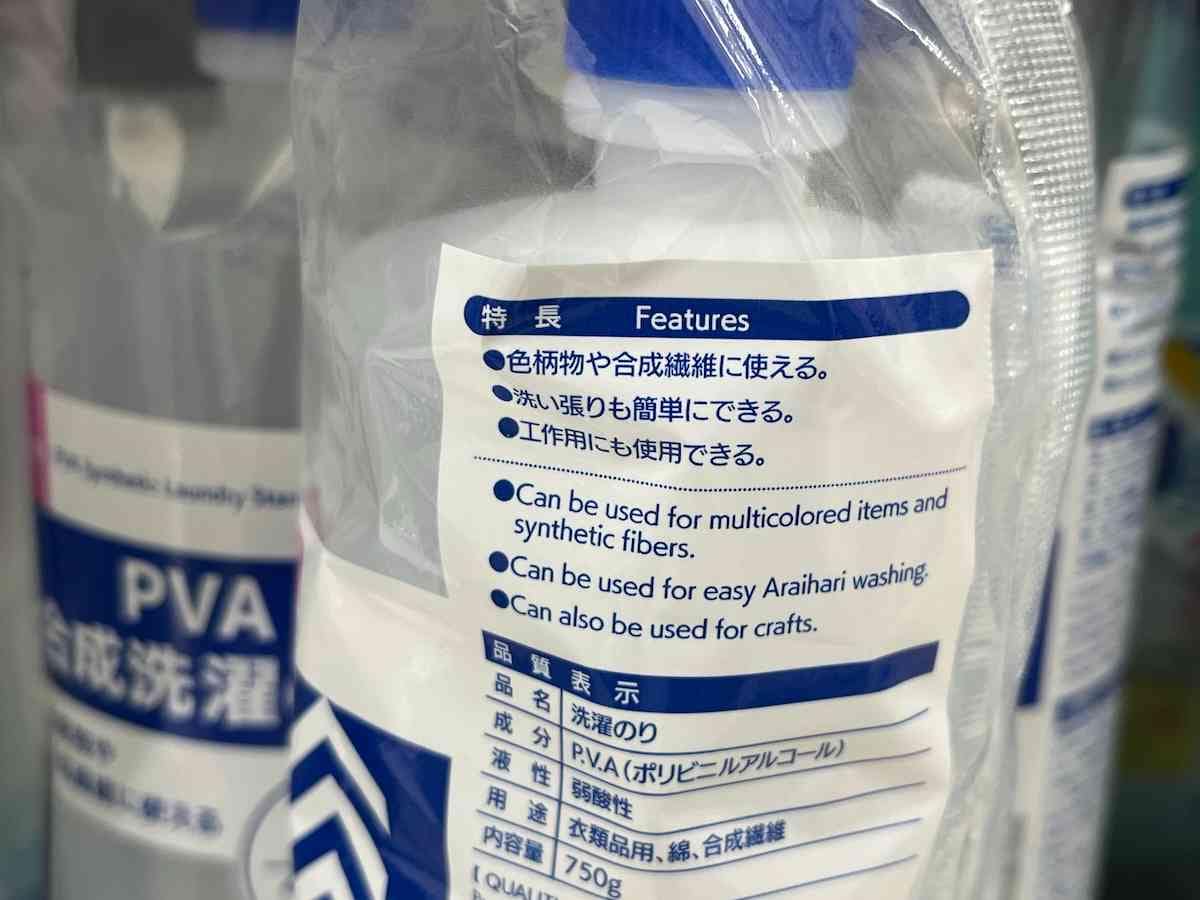 特長 Features
●色柄物や合成繊維に使える。
●洗い張りも簡単にできる。
●工作用にも使用できる。
●Can be used for multicolored items and
synthetic fibers.
●Can be used for easy Araihari washing.
●Can also be used for crafts.
品質表示
品名 洗濯のり
成分 P.V.A(ポリビニルアルコール)
液性 弱酸性
用途 衣類品用、綿、合成繊維
内容量 750g
[ QUALIT
Synthetic Laundry Star
PVA
合成洗濯